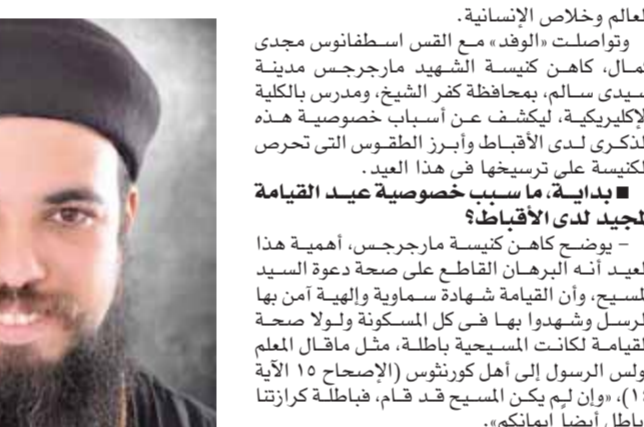 لعالم وخلاص الإنسانية.
وتواصلت «الوفد» مع القس اسطفانوس مجدى
كمال، كاهن كنيسة الشهيد مارجرجس مدينة
سيدى سالم، بمحافظة كفر الشيخ، ومدرس بالكلية
الإكليريكية، ليكشف عن أسباب خصوصية هذه
الذكرى لدى الأقباط وأبرز الطقوس التى تحرص
الكنيسة على ترسيخها فى هذا العيد.
■ بداية، ما سبب خصوصية عيد القيامة
المجيد لدى الأقباط؟
- يوضح كاهن كنيسة مارجرجس، أهمية هذا
العيد أنه البرهان القاطع على صحة دعوة السيد
المسيح، وأن القيامة شهادة سماوية وإلهية آمن بها
الرسل وشهدوا بها فى كل المسكونة ولولا صحة
القيامة لكانت المسيحية باطلة، مثل ماقال المعلم
بولس الرسول إلى أهل كورنثوس (الإصحاح ١٥ الآية
١٤)، «وإن لم يكن المسيح قد قام، فباطلة كرازتنا
وباطل أيضاً إيمانكم».